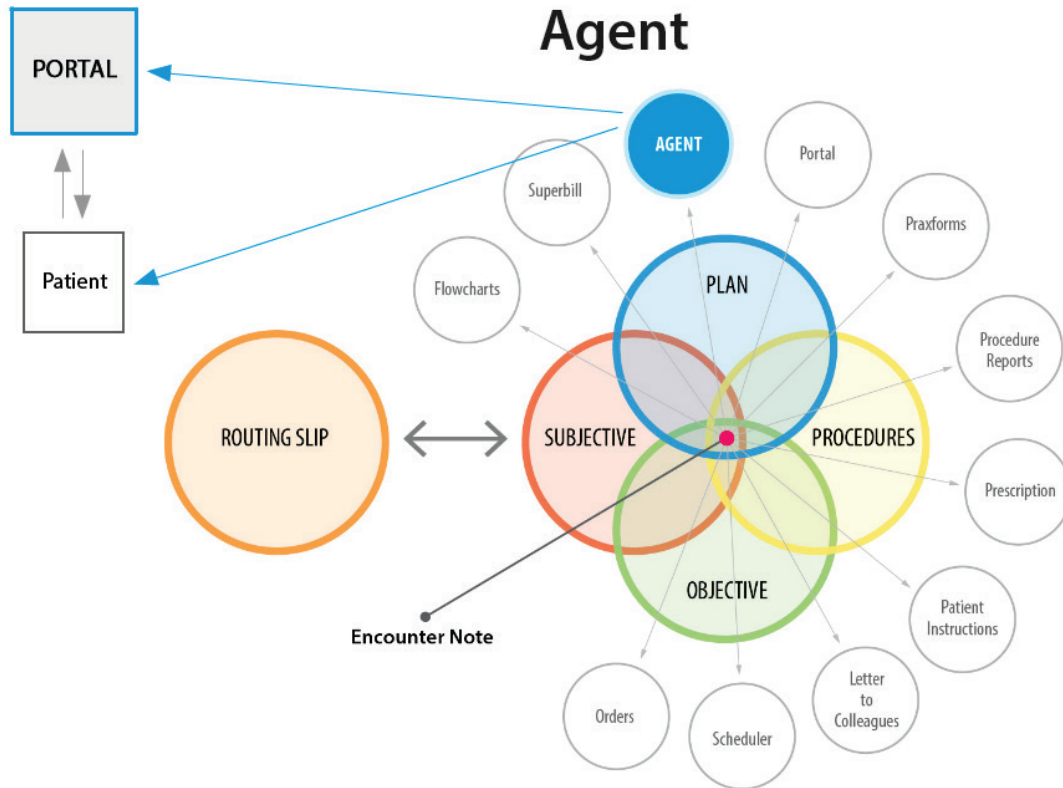 Agent
PORTAL
AGENT
Portal
Superbill
Praxforms
Patient
Flowcharts
PLAN
Procedure
Reports
ROUTING SLIP
SUBJECTIVE
PROCEDURES
Prescription
OBJECTIVE
Encounter Note
Patient
Instructions
Orders
Scheduler
Letter
to
Colleagues